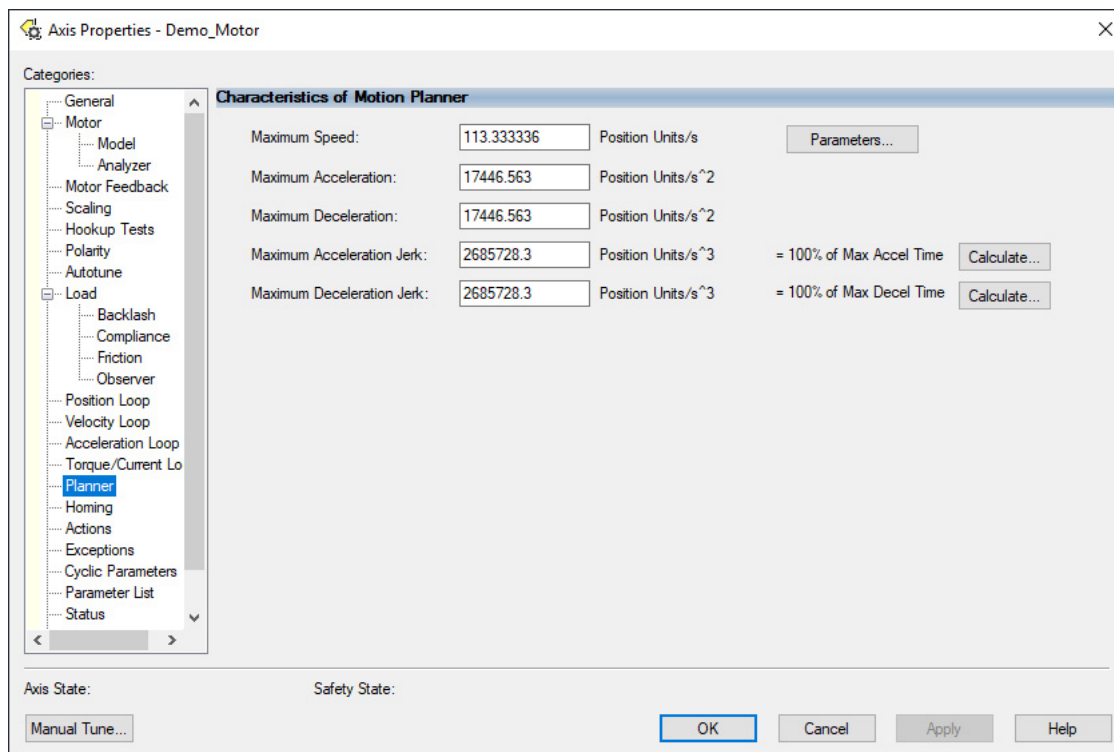 Axis Properties - Demo_Motor
Categories:
General
Motor
Model
Analyzer
Motor Feedback
Scaling
Hookup Tests
Polarity
Autotune
Load
Backlash
Compliance
Friction
Observer
Position Loop
Velocity Loop
Acceleration Loop
Torque/Current Lo
Planner
Homing
Actions
Exceptions
Cyclic Parameters
Parameter List
Status
Characteristics of Motion Planner
Maximum Speed: 113.333336 Position Units/s Parameters...
Maximum Acceleration: 17446.563 Position Units/s^2
Maximum Deceleration: 17446.563 Position Units/s^2
Maximum Acceleration Jerk: 2685728.3 Position Units/s^3 = 100% of Max Accel Time Calculate...
Maximum Deceleration Jerk: 2685728.3 Position Units/s^3 = 100% of Max Decel Time Calculate...
Axis State: Safety State:
Manual Tune... OK Cancel Apply Help